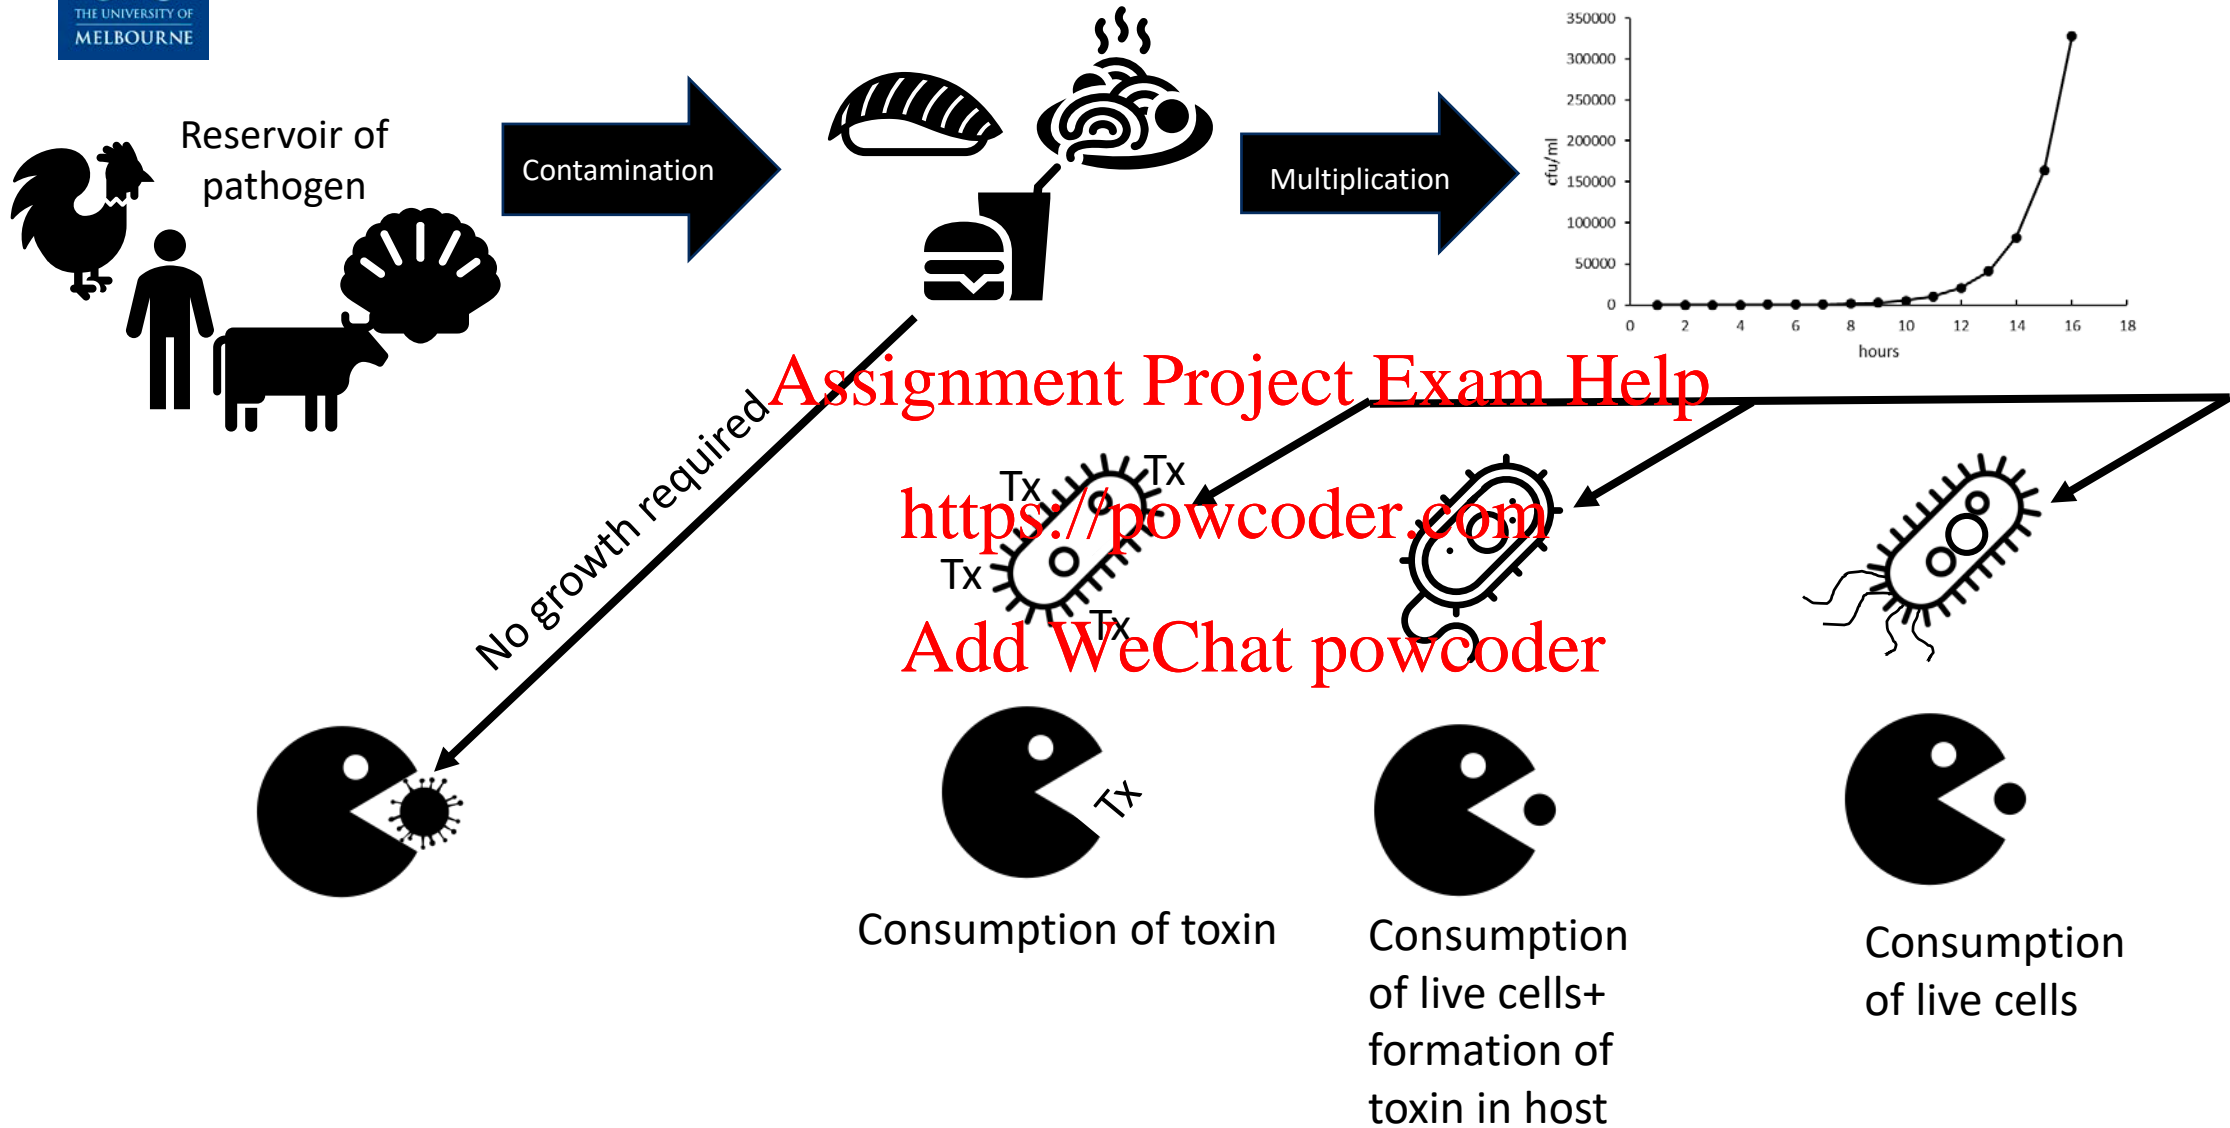 THE UNIVERSITY OF
MELBOURNE
Reservoir of
pathogen
Contamination
Multiplication
350000
300000
250000
200000
150000
100000
50000
0
cfu/ml
0 2 4 6 8 10 12 14 16 18
hours
Assignment Project Exam Help
No growth required
Tx
Tx
https://powcoder.com
Tx
Tx
Add WeChat powcoder
Tx
Consumption of toxin
Consumption
of live cells+
formation of
toxin in host
Consumption
of live cells